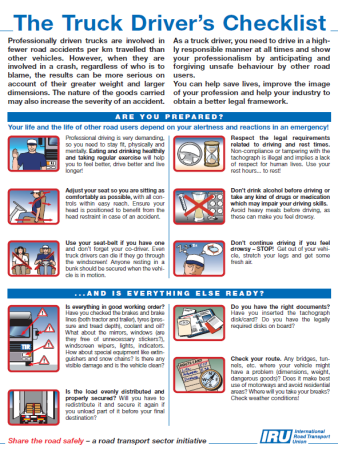 The Truck Driver's Checklist
Professionally driven trucks are involved in
fewer road accidents per km travelled than
other vehicles. However, when they are
involved in a crash, regardless of who is to
blame, the results can be more serious on
account of their greater weight and larger
dimensions. The nature of the goods carried
may also increase the severity of an accident.
As a truck driver, you need to drive in a high-
ly responsible manner at all times and show
your professionalism by anticipating and
forgiving unsafe behaviour by other road
users.
You can help save lives, improve the image
of your profession and help your industry to
obtain a better legal framework.
ARE YOU PREPARED?
Your life and the life of other road users depend on your alertness and reactions in an emergency!
Professional driving is very demanding,
so you need to stay fit, physically and
mentally. Eating and drinking healthily
and taking regular exercise will help
you to feel better, drive better and live
longer!
Adjust your seat so you are sitting as
comfortably as possible, with all con-
trols within easy reach. Ensure your
head is positioned to benefit from the
head restraint in case of an accident.
Use your seat-belt if you have one
and don't forget your co-driver. Even
truck drivers can die if they go through
the windscreen! Anyone resting in a
bunk should be secured when the vehi-
cle is in motion.
Respect the legal requirements
related to driving and rest times.
Non-compliance or tampering with the
tachograph is illegal and implies a lack
of respect for human lives. Use your
rest hours... to rest!
Don't drink alcohol before driving or
take any kind of drugs or medication
which may impair your driving skills.
Avoid heavy meals before driving, as
these can make you feel drowsy.
Don't continue driving if you feel
drowsy – STOP! Get out of your vehi-
cle, stretch your legs and get some
fresh air.
...AND IS EVERYTHING ELSE READY?
Is everything in good working order?
Have you checked the brakes and brake
lines (both tractor and trailer), tyres (pres-
sure and tread depth), coolant and oil?
What about the mirrors, windows (are
they free of unnecessary stickers?),
windscreen wipers, lights, indicators.
How about special equipment like extin-
guishers and snow chains? Is there any
visible damage and is the vehicle clean?
Is the load evenly distributed and
properly secured? Will you have to
redistribute it and secure it again if
you unload part of it before your final
destination?
Do you have the right documents?
Have you inserted the tachograph
disk/card? Do you have the legally
required disks on board?
Check your route. Any bridges, tun-
nels, etc. where your vehicle might
have a problem (dimensions, weight,
dangerous goods)? Does it make best
use of motorways and avoid residential
areas? Where will you take your breaks?
Check weather conditions!
Share the road safely – a road transport sector initiative
IRU International
Road Transport
Union